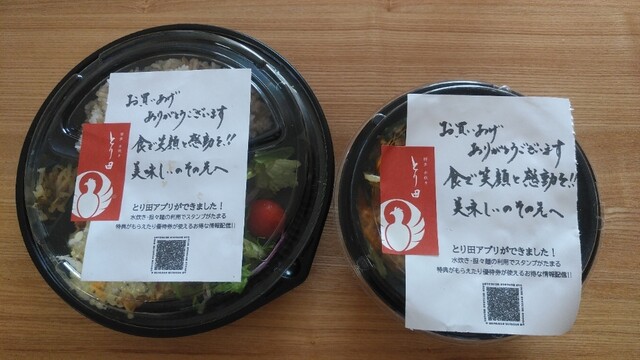 お買いあげ
ありがとうございます
食で笑顔と感動を!!
美味しいのその先へ
とり田
とり田アプリができました!
水炊き・担々麺の利用でスタンプがたまる
特典がもらえたり優待券が使えるお得な情報配信!!
お買いあげ
ありがとうございます
食で笑顔と感動を!!
美味しいのその先へ
とり田
とり田アプリができました!
水炊き・担々麺の利用でスタンプがたまる
特典がもらえたり優待券が使えるお得な情報配信!!